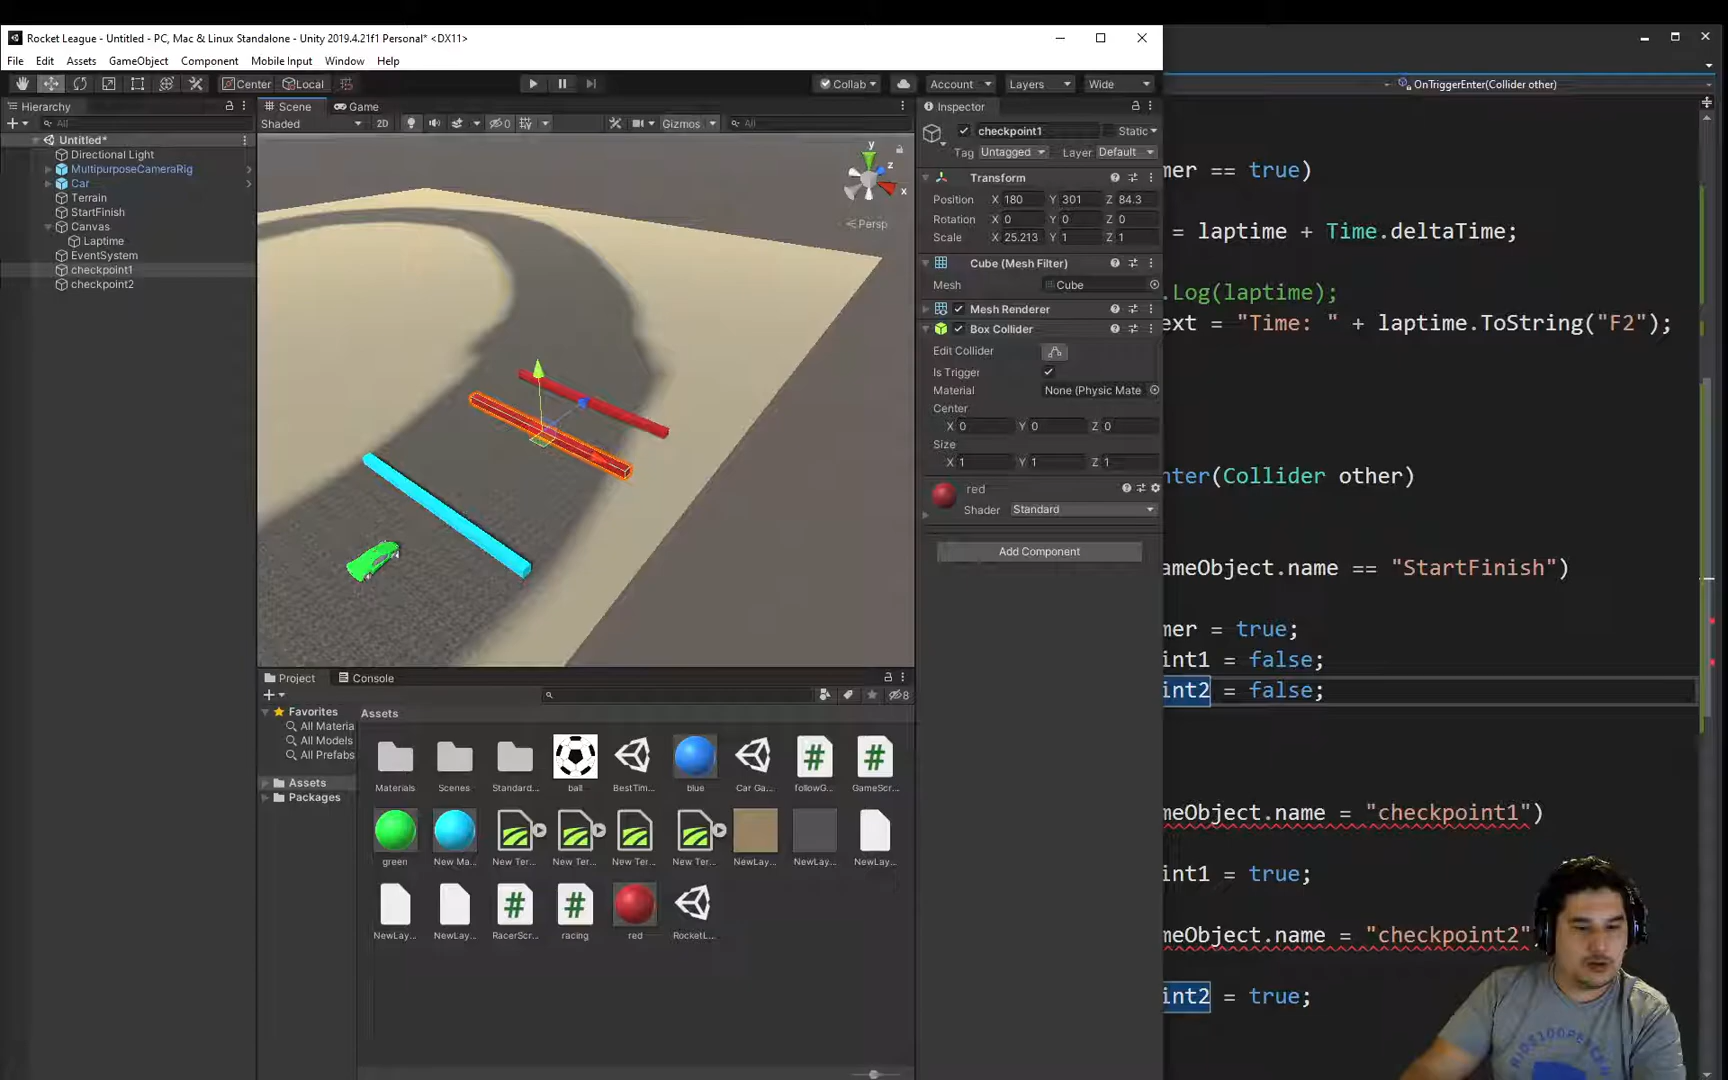 Rocket League - Untitled - PC, Mac & Linux Standalone - Unity 2019.4.21f1 Personal* <DX11>
File Edit Assets GameObject Component Mobile Input Window Help
Center Local
Collab Account Layers Wide
Hierarchy
All
Untitled*
Directional Light
MultipurposeCameraRig
Car
Terrain
StartFinish
Canvas
Laptime
EventSystem
checkpoint1
checkpoint2
Scene Game
Shaded 2D 0 Gizmos All
y
z
x
Persp
Inspector
checkpoint1 Static
Tag Untagged Layer Default
Transform
Position X 180 Y 301 Z 84.3
Rotation X 0 Y 0 Z 0
Scale X 25.213 Y 1 Z 1
Cube (Mesh Filter)
Mesh Cube
Mesh Renderer
Box Collider
Edit Collider
Is Trigger
Material None (Physic Mate
Center
X 0 Y 0 Z 0
Size
X 1 Y 1 Z 1
red
Shader Standard
Add Component
Project Console
8
Favorites
All Materia
All Models
All Prefabs
Assets
Packages
Assets
Materials Scenes Standard... ball BestTim... blue Car Ga... followG... GameScr...
green New Ma... New Ter... New Ter... New Ter... New Ter... NewLay... NewLay... NewLay...
NewLay... NewLay... RacerScr... racing red RocketL...
OnTriggerEnter(Collider other)
mer == true)
= laptime + Time.deltaTime;
.Log(laptime);
ext = "Time: " + laptime.ToString("F2");
nter(Collider other)
ameObject.name == "StartFinish")
mer = true;
int1 = false;
int2 = false;
meObject.name = "checkpoint1")
int1 = true;
meObject.name = "checkpoint2"
int2 = true;